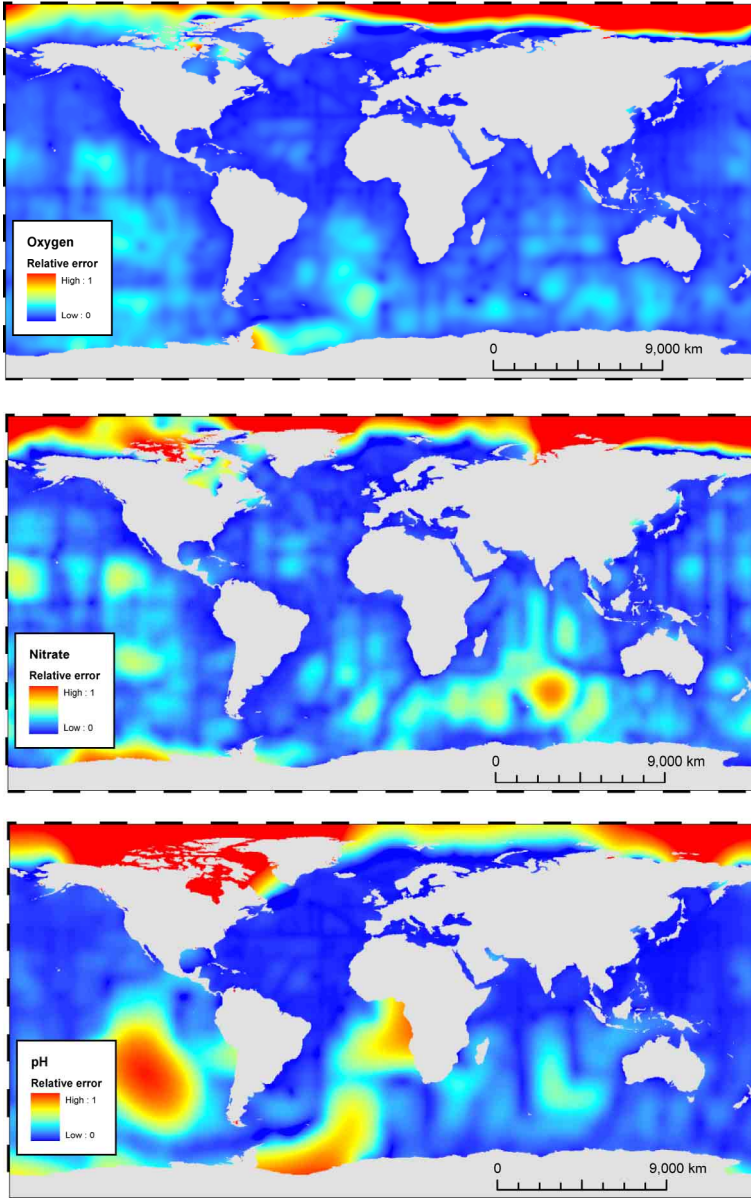 Oxygen
Relative error
High : 1
Low : 0
0 9,000 km
Nitrate
Relative error
High : 1
Low : 0
0 9,000 km
pH
Relative error
High : 1
Low : 0
0 9,000 km